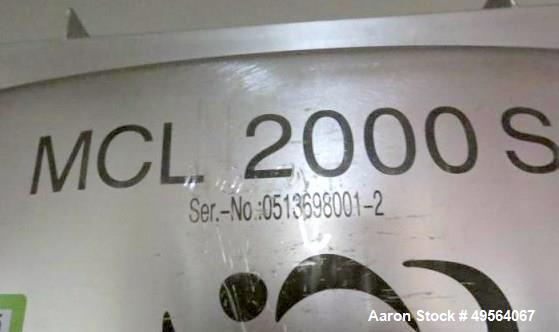 MCL 2000 S
Ser.-No.:0513698001-2
Aaron Stock # 49564067